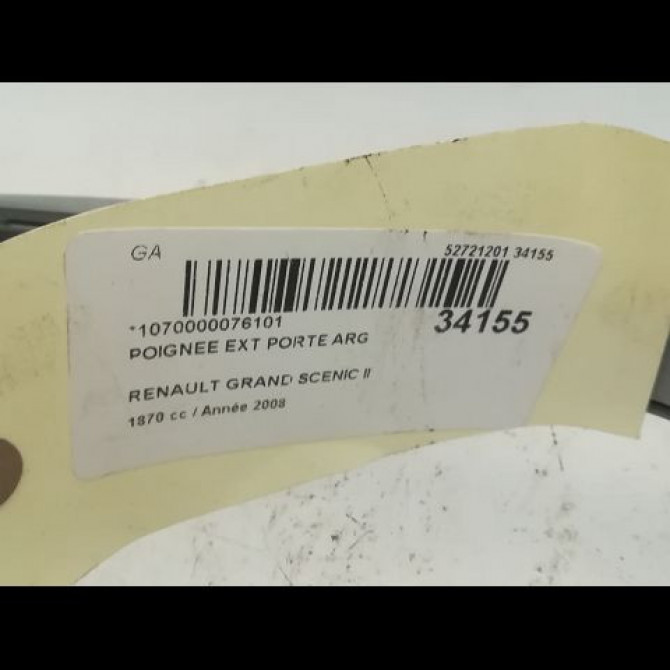 GA 52721201 34155
*1070000076101 34155
POIGNEE EXT PORTE ARG
RENAULT GRAND SCENIC II
1870 cc / Année 2008